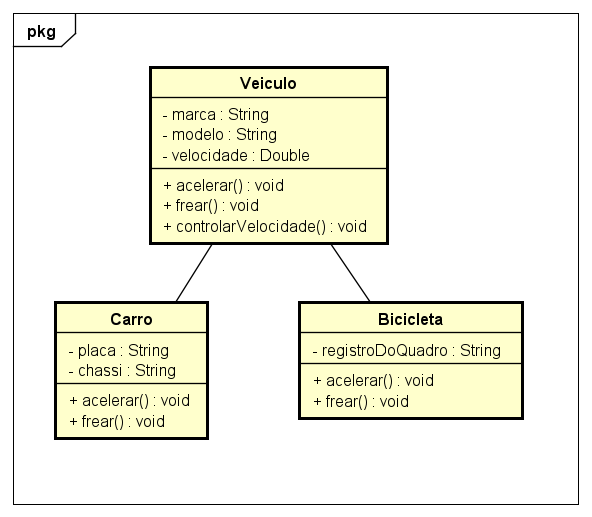 pkg
Veiculo
- marca : String
- modelo : String
- velocidade : Double
+ acelerar() : void
+ frear() : void
+ controlarVelocidade() : void
Carro
- placa : String
- chassi : String
+ acelerar() : void
+ frear() : void
Bicicleta
- registroDoQuadro : String
+ acelerar() : void
+ frear() : void